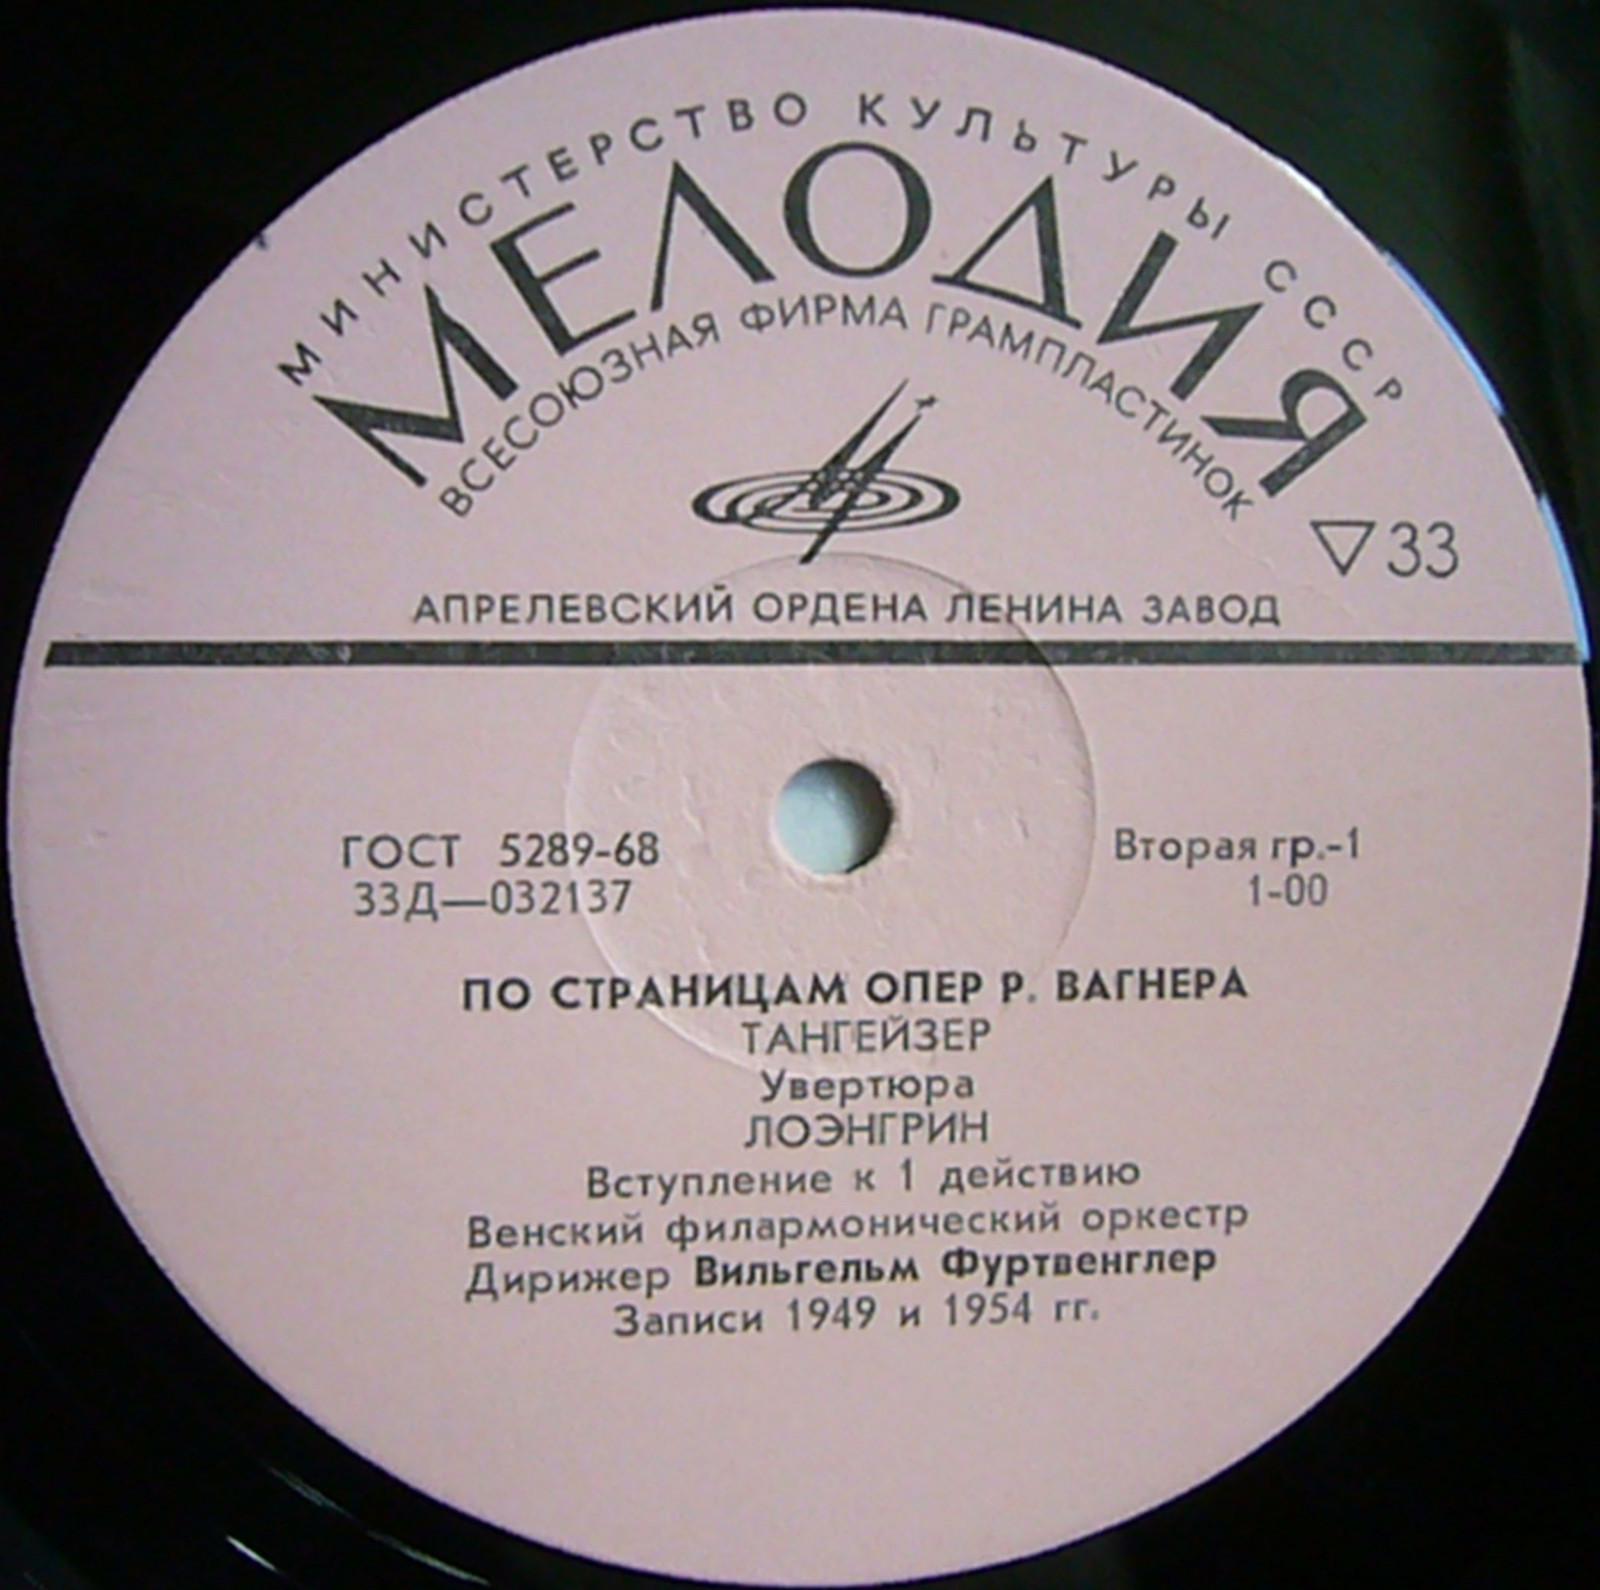 МИНИСТЕРСТВО КУЛЬТУРЫ СССР
МЕЛОДИЯ
ВСЕСОЮЗНАЯ ФИРМА ГРАМПЛАСТИНОК
▽33
АПРЕЛЕВСКИЙ ОРДЕНА ЛЕНИНА ЗАВОД
ГОСТ 5289-68
33Д—032137
Вторая гр.-1
1-00
ПО СТРАНИЦАМ ОПЕР Р. ВАГНЕРА
ТАНГЕЙЗЕР
Увертюра
ЛОЭНГРИН
Вступление к 1 действию
Венский филармонический оркестр
Дирижер Вильгельм Фуртвенглер
Записи 1949 и 1954 гг.